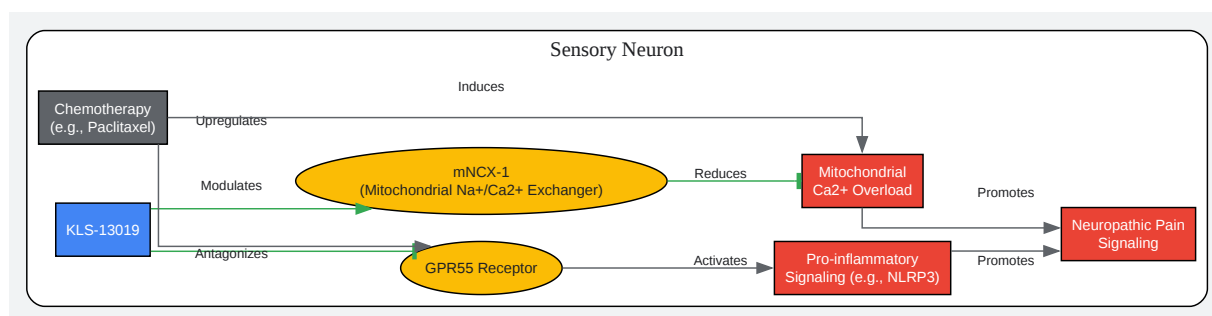 Sensory Neuron
Induces
Chemotherapy
(e.g., Paclitaxel)
Upregulates
mNCX-1
(Mitochondrial Na+/Ca2+ Exchanger)
Reduces
Mitochondrial
Ca2+ Overload
Modulates
Promotes
KLS-13019
Neuropathic Pain
Signaling
Antagonizes
GPR55 Receptor
Activates
Pro-inflammatory
Signaling (e.g., NLRP3)
Promotes